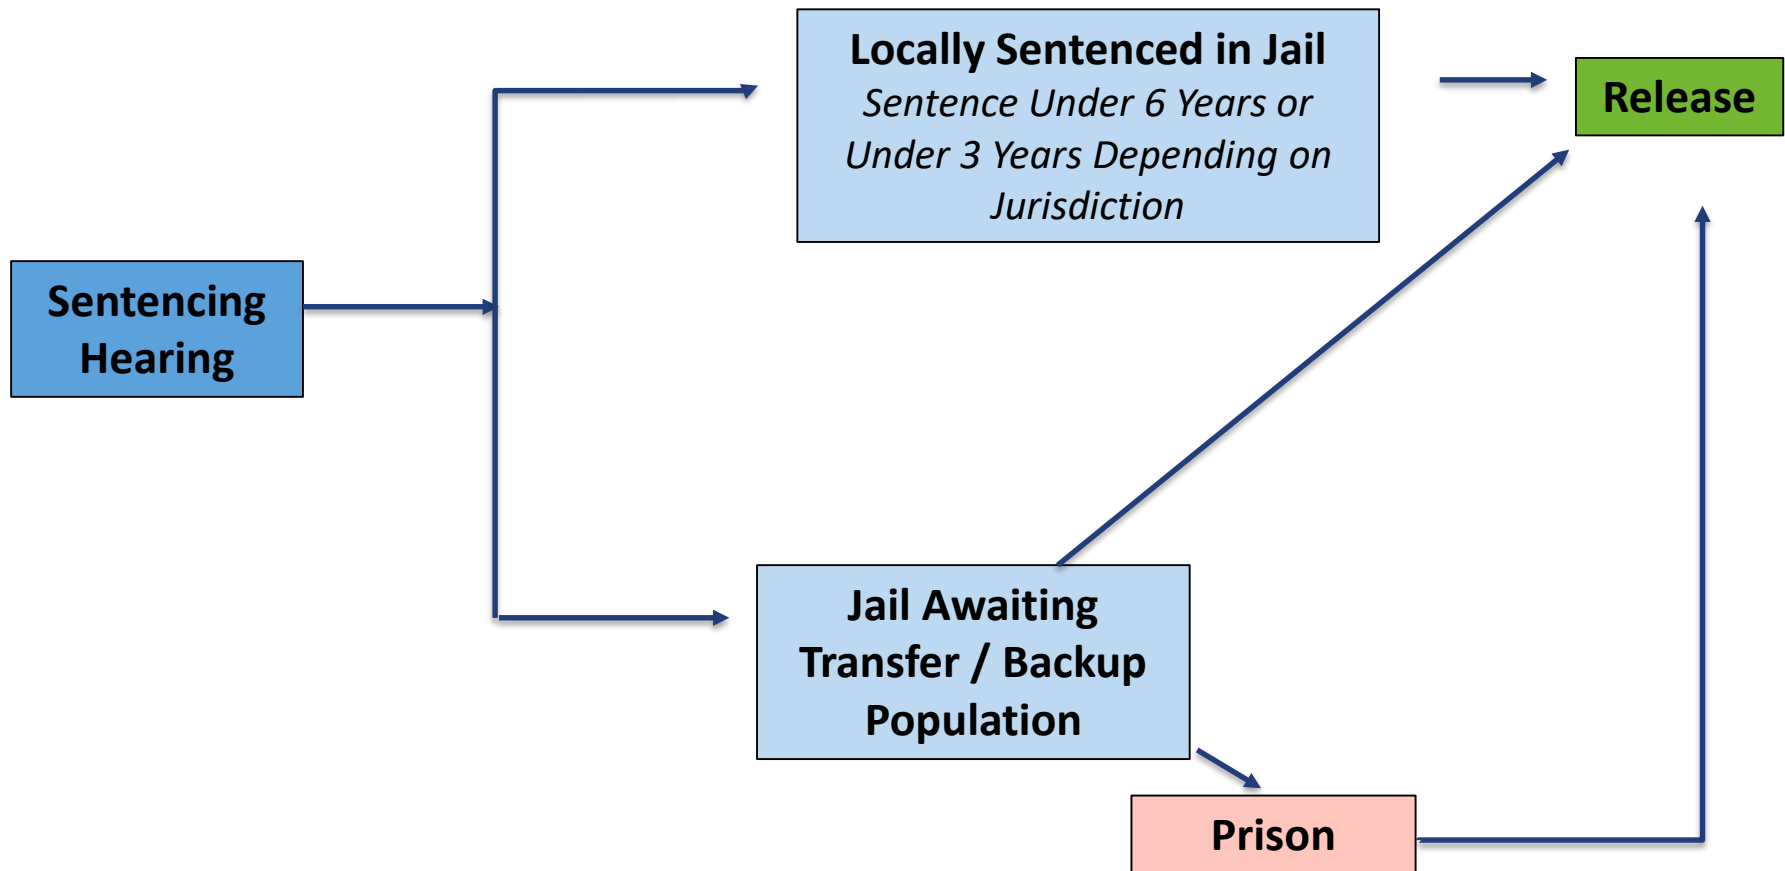 Locally Sentenced in Jail
Sentence Under 6 Years or
Under 3 Years Depending on
Jurisdiction
Release
Sentencing
Hearing
Jail Awaiting
Transfer / Backup
Population
Prison